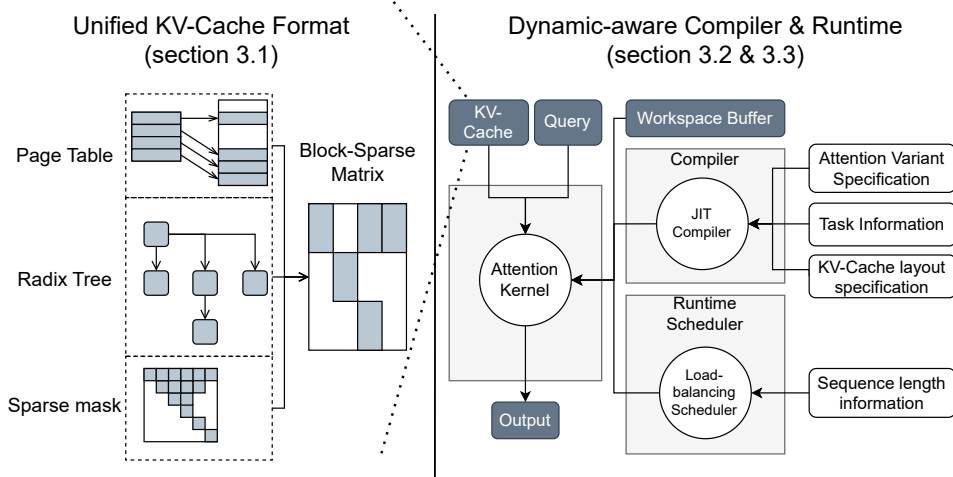 Unified KV-Cache Format
(section 3.1)
Page Table
Radix Tree
Sparse mask
Block-Sparse
Matrix
Dynamic-aware Compiler & Runtime
(section 3.2 & 3.3)
KV-
Cache
Query
Workspace Buffer
Attention
Kernel
Output
Compiler
JIT
Compiler
Attention Variant
Specification
Task Information
KV-Cache layout
specification
Runtime
Scheduler
Load-
balancing
Scheduler
Sequence length
information